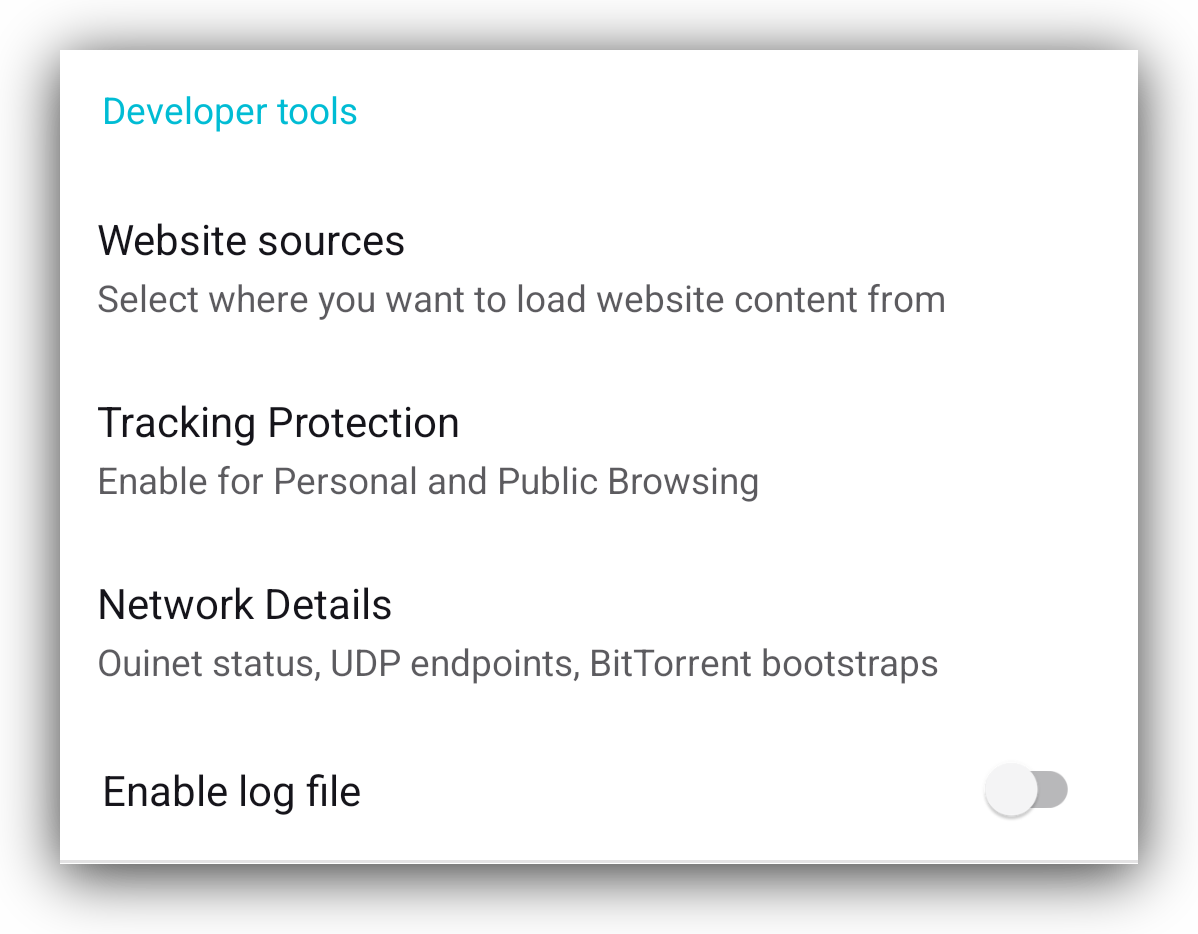 Developer tools
Website sources
Select where you want to load website content from
Tracking Protection
Enable for Personal and Public Browsing
Network Details
Ouinet status, UDP endpoints, BitTorrent bootstraps
Enable log file